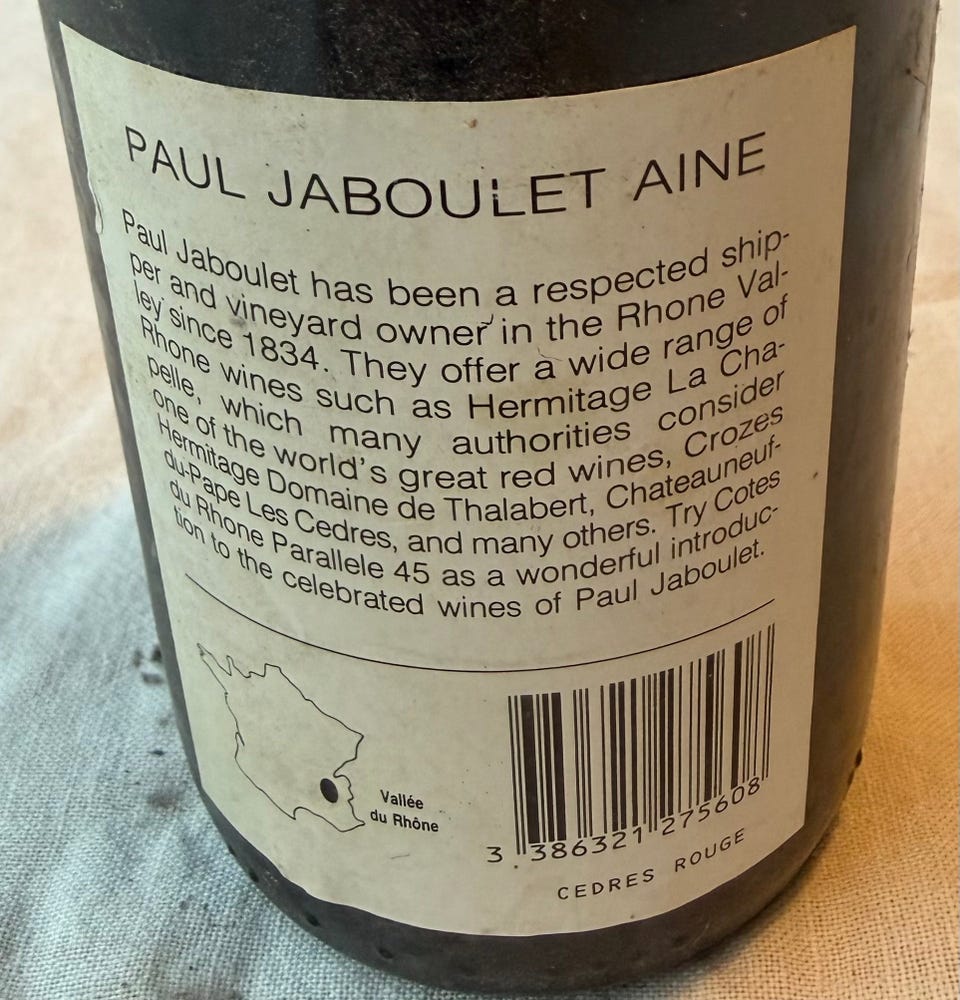 PAUL JABOULET AINE
Paul Jaboulet has been a respected ship-
per and vineyard owner in the Rhone Val-
ley since 1834. They offer a wide range of
Rhone wines such as Hermitage La Cha-
pelle, which many authorities consider
one of the world's great red wines, Crozes
Hermitage Domaine de Thalabert, Chateauneuf-
du-Pape Les Cedres, and many others. Try Cotes
du Rhone Parallele 45 as a wonderful introduc-
tion to the celebrated wines of Paul Jaboulet.
Vallée
du Rhône
3 386321 275608
CEDRES ROUGE